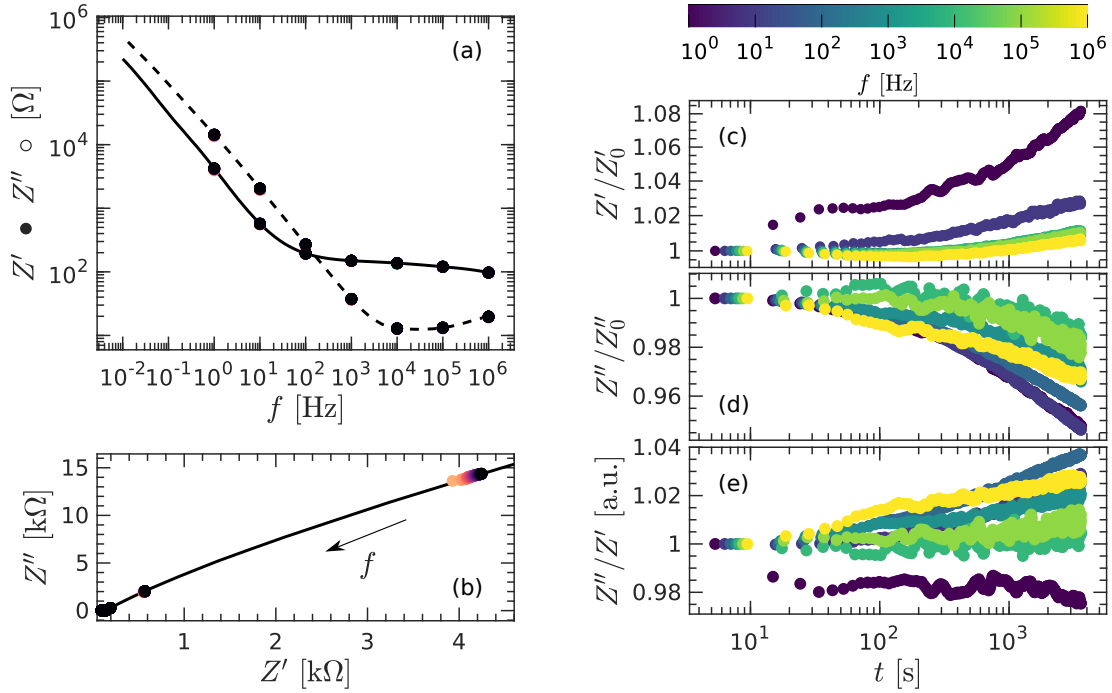 (a)
10^6
10^4
10^2
Z′ ● Z″ ○ [Ω]
10^-2 10^-1 10^0 10^1 10^2 10^3 10^4 10^5 10^6
f [Hz]
15
10
5
0
Z″ [kΩ]
f
(b)
1 2 3 4
Z′ [kΩ]
10^0 10^1 10^2 10^3 10^4 10^5 10^6
f [Hz]
(c)
1.08
1.06
1.04
1.02
1
Z′/Z′_0
1
0.98
0.96
Z″/Z″_0
(d)
(e)
1.04
1.02
1
0.98
Z″/Z′ [a.u.]
10^1 10^2 10^3
t [s]